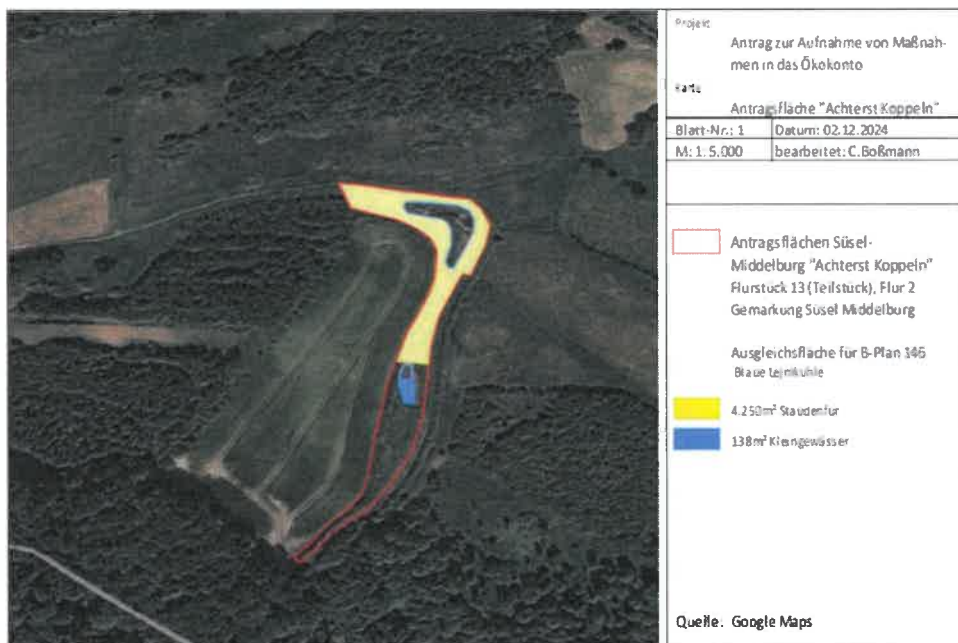 Projekt
Antrag zur Aufnahme von Maßnah-
men in das Ökokonto
Karte
Antragsfläche "Achterst Koppeln"
Blatt-Nr.: 1 Datum: 02.12.2024
M: 1: 5.000 bearbeitet: C.Boßmann
Antragsflächen Süsel-
Middelburg "Achterst Koppeln"
Flurstück 13 (Teilstück), Flur 2
Gemarkung Süsel Middelburg
Ausgleichsfläche für B-Plan 146
Blaue Lehmkuhle
4.250m² Staudenflur
138m² Kleingewässer
Quelle: Google Maps